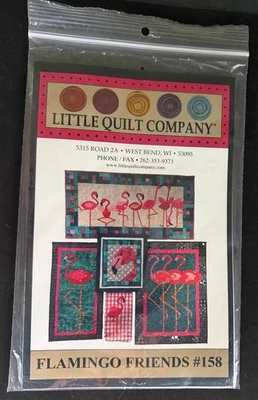 LITTLE QUILT COMPANY™
5315 ROAD 2A • WEST BEND, WI • 53095
PHONE / FAX • 262-353-9373
www.littlequiltcompany.com
FLAMINGO FRIENDS #158